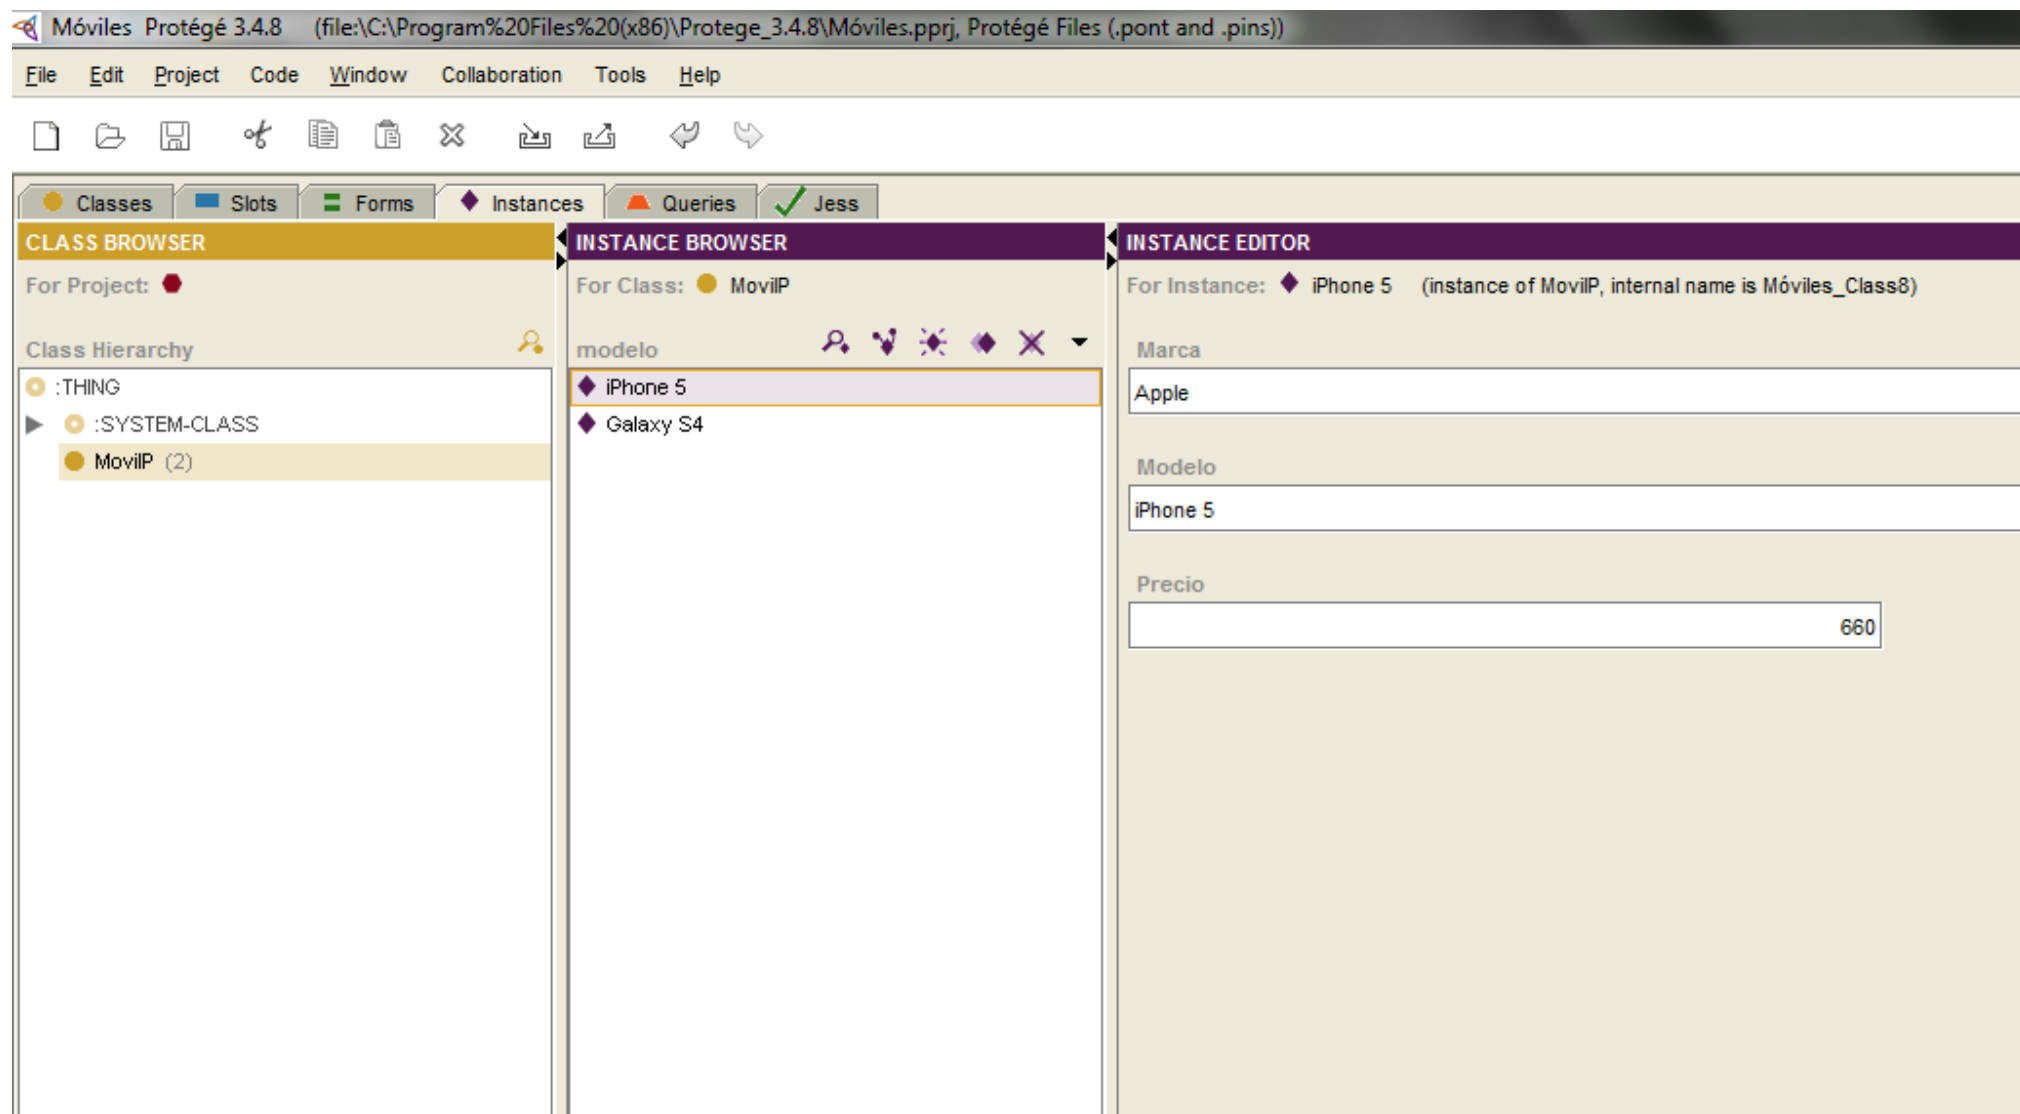 Móviles Protégé 3.4.8 (file:\C:\Program%20Files%20(x86)\Protege_3.4.8\Móviles.pprj, Protégé Files (.pont and .pins))
File Edit Project Code Window Collaboration Tools Help
Classes Slots Forms Instances Queries Jess
CLASS BROWSER
For Project:
Class Hierarchy
:THING
:SYSTEM-CLASS
MovilP (2)
INSTANCE BROWSER
For Class: MovilP
modelo
iPhone 5
Galaxy S4
INSTANCE EDITOR
For Instance: iPhone 5 (instance of MovilP, internal name is Móviles_Class8)
Marca
Apple
Modelo
iPhone 5
Precio
660